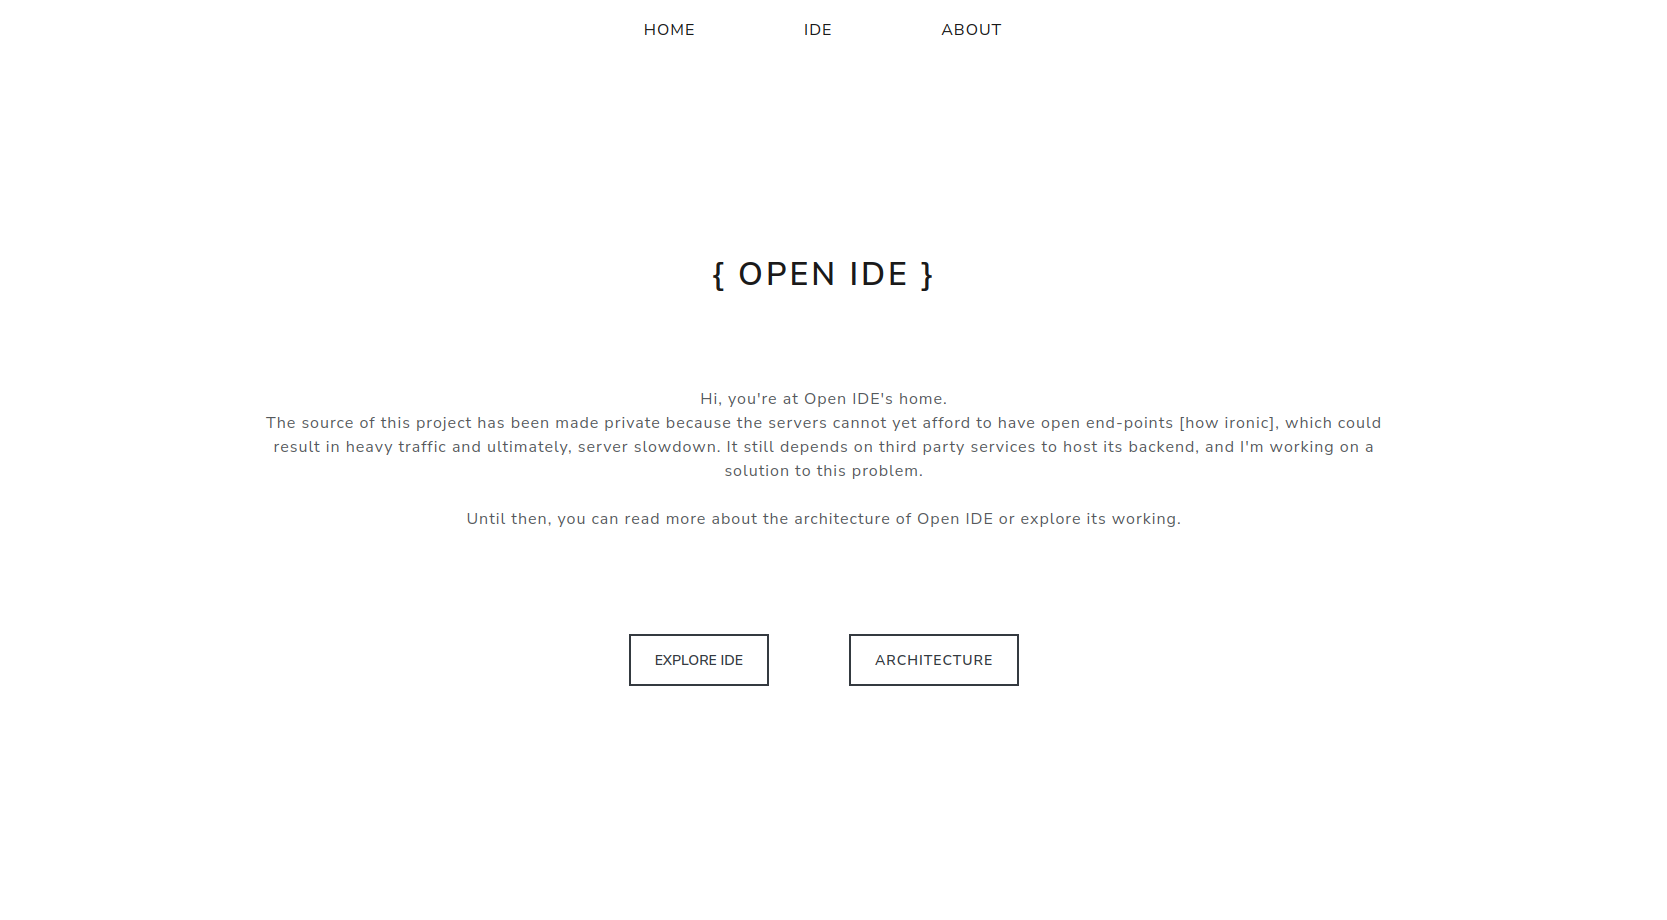 HOME IDE ABOUT
{ OPEN IDE }
Hi, you're at Open IDE's home.
The source of this project has been made private because the servers cannot yet afford to have open end-points [how ironic], which could
result in heavy traffic and ultimately, server slowdown. It still depends on third party services to host its backend, and I'm working on a
solution to this problem.
Until then, you can read more about the architecture of Open IDE or explore its working.
EXPLORE IDE ARCHITECTURE